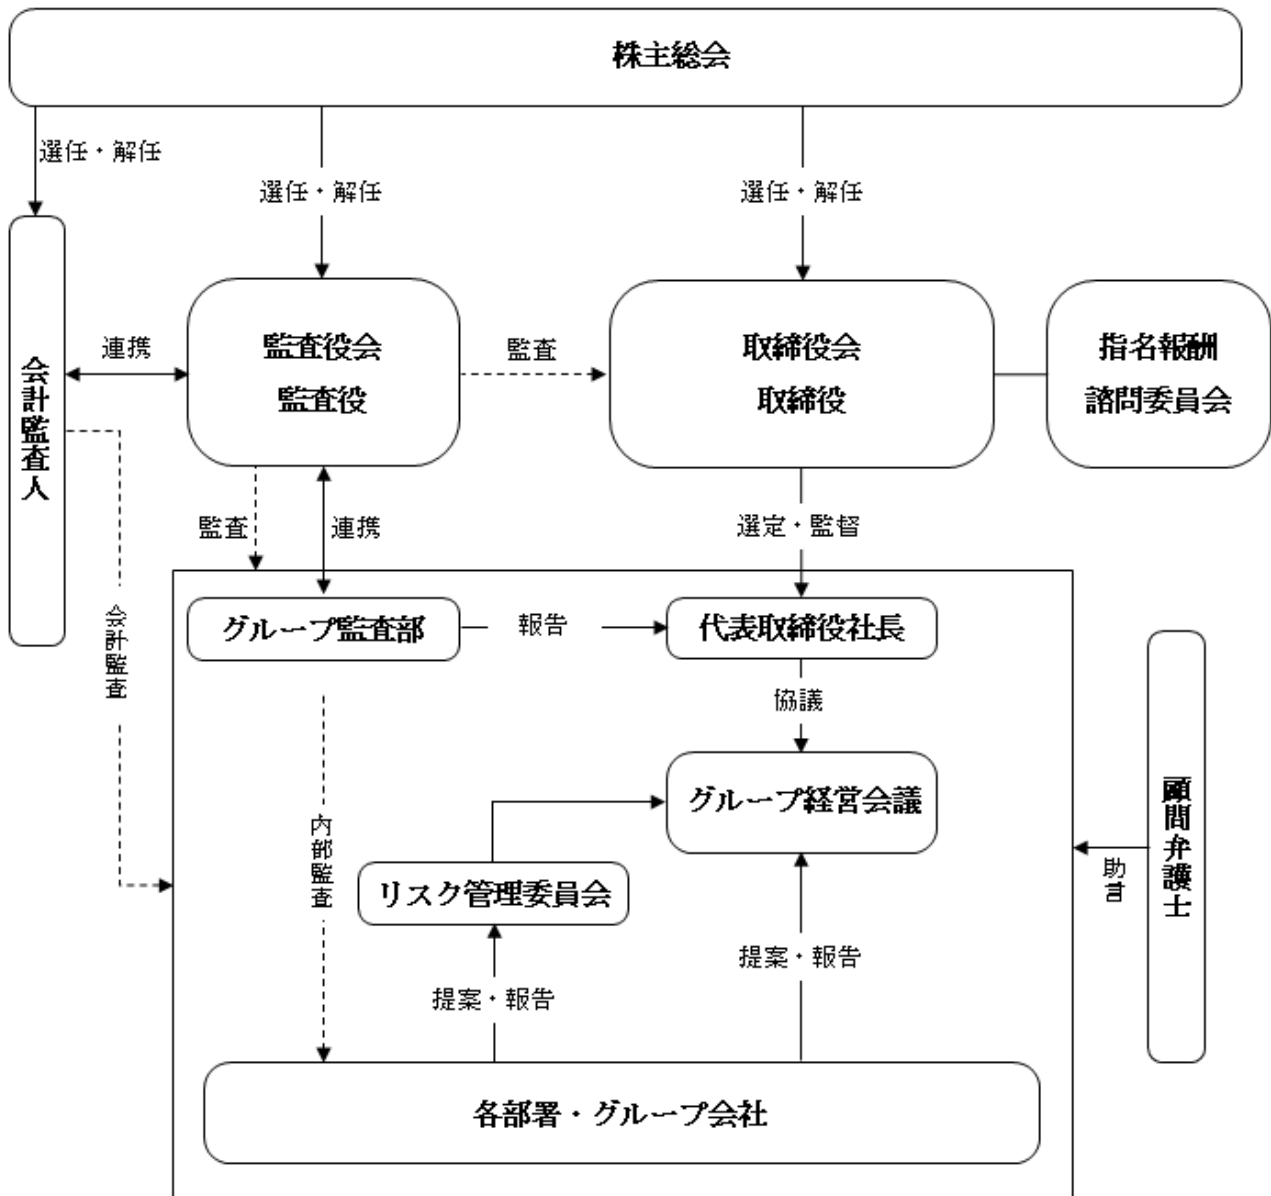 株主総会
選任・解任
選任・解任
選任・解任
会計監査人
連携
監査役会
監査役
監査
取締役会
取締役
指名報酬
諮問委員会
監査
連携
選定・監督
会計監査
グループ監査部
報告
代表取締役社長
協議
グループ経営会議
内部監査
リスク管理委員会
顧問弁護士
助言
提案・報告
提案・報告
各部署・グループ会社